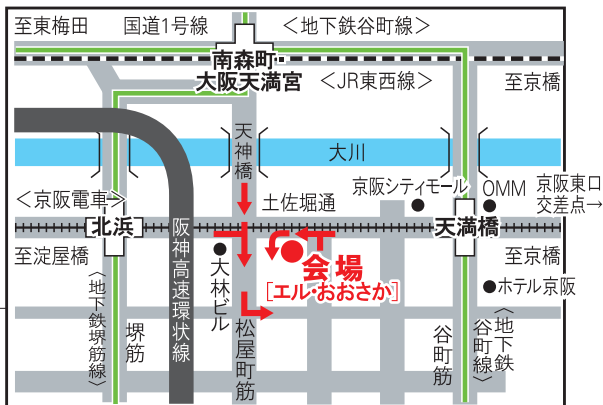 至東梅田
国道1号線
＜地下鉄谷町線＞
南森町・
大阪天満宮
＜JR東西線＞
至京橋
天神橋
大川
＜京阪電車＞
土佐堀通
京阪シティモール
OMM
京阪東口
交差点→
北浜
天満橋
至淀屋橋
至京橋
阪神高速環状線
大林ビル
会場
[エル・おおさか]
ホテル京阪
＜地下鉄堺筋線＞
堺筋
松屋町筋
谷町筋
＜地下鉄
谷町線＞